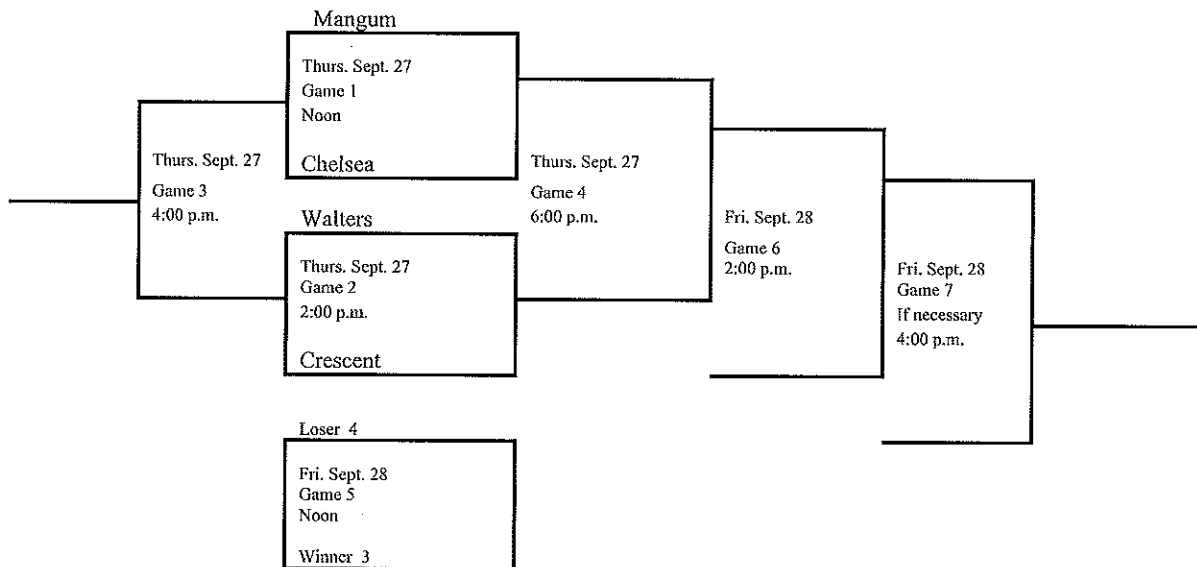 Mangum
Thurs. Sept. 27
Game 1
Noon
Chelsea
Thurs. Sept. 27
Game 3
4:00 p.m.
Thurs. Sept. 27
Game 4
6:00 p.m.
Walters
Thurs. Sept. 27
Game 2
2:00 p.m.
Crescent
Fri. Sept. 28
Game 6
2:00 p.m.
Fri. Sept. 28
Game 7
If necessary
4:00 p.m.
Loser 4
Fri. Sept. 28
Game 5
Noon
Winner 3